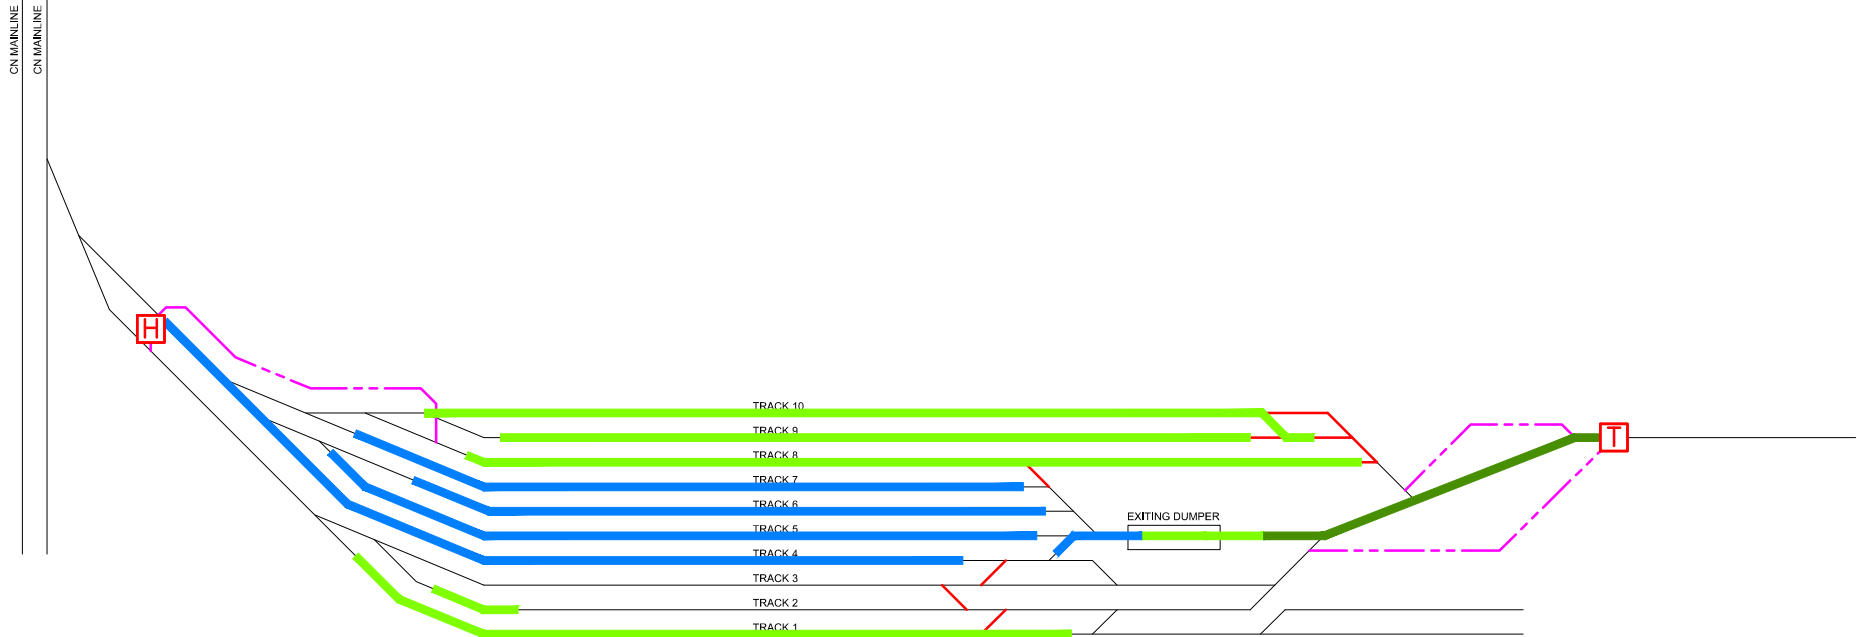 CN MAINLINE
CN MAINLINE
H
TRACK 10
TRACK 9
T
TRACK 8
TRACK 7
TRACK 6
EXITING DUMPER
TRACK 5
TRACK 4
TRACK 3
TRACK 2
TRACK 1